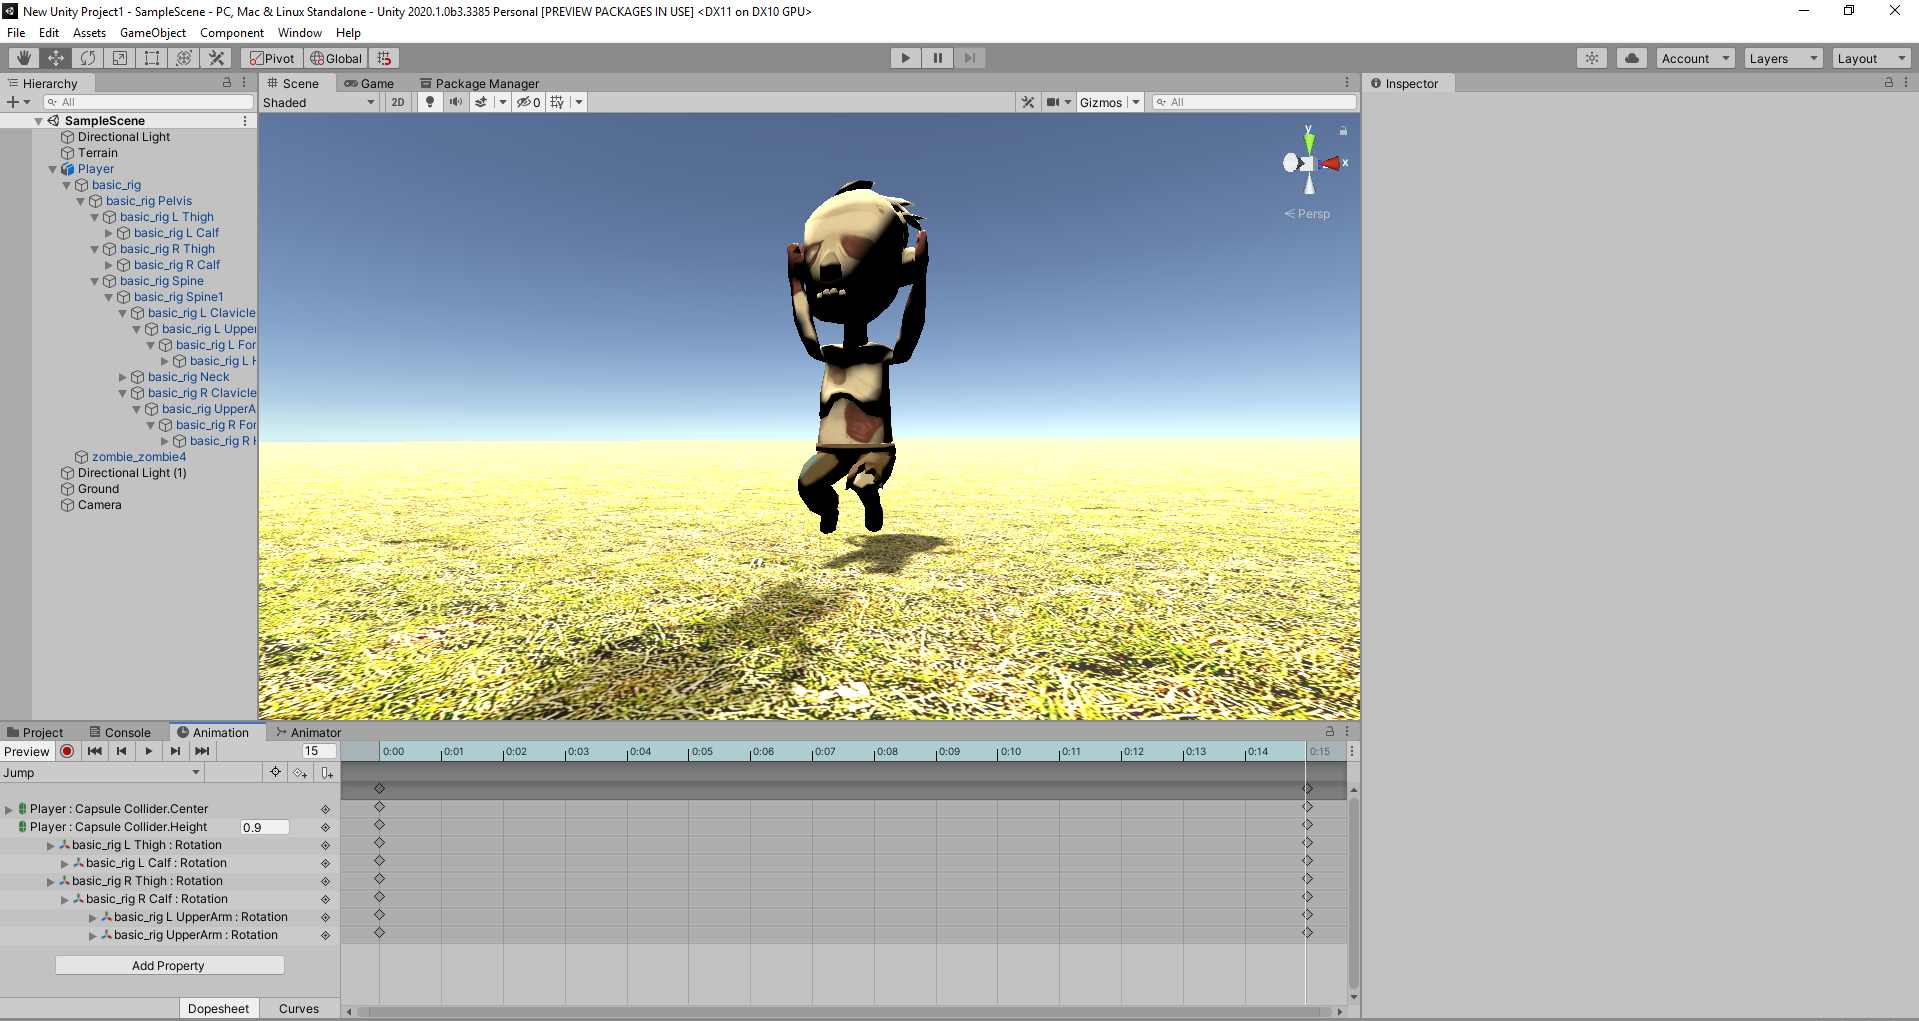 New Unity Project1 - SampleScene - PC, Mac & Linux Standalone - Unity 2020.1.0b3.3385 Personal [PREVIEW PACKAGES IN USE] <DX11 on DX10 GPU>
File Edit Assets GameObject Component Window Help
Pivot Global Account Layers Layout
Hierarchy Scene Game Package Manager Inspector
All Shaded 2D 0 Gizmos All
SampleScene
Directional Light
Terrain
Player
basic_rig
basic_rig Pelvis
basic_rig L Thigh
basic_rig L Calf
basic_rig R Thigh
basic_rig R Calf
basic_rig Spine
basic_rig Spine1
basic_rig L Clavicle
basic_rig L Upper
basic_rig L For
basic_rig L H
basic_rig Neck
basic_rig R Clavicle
basic_rig UpperA
basic_rig R For
basic_rig R H
zombie_zombie4
Directional Light (1)
Ground
Camera
y
x
Persp
Project Console Animation Animator
Preview 15 0:00 0:01 0:02 0:03 0:04 0:05 0:06 0:07 0:08 0:09 0:10 0:11 0:12 0:13 0:14 0:15
Jump
Player : Capsule Collider.Center
Player : Capsule Collider.Height 0.9
basic_rig L Thigh : Rotation
basic_rig L Calf : Rotation
basic_rig R Thigh : Rotation
basic_rig R Calf : Rotation
basic_rig L UpperArm : Rotation
basic_rig UpperArm : Rotation
Add Property
Dopesheet Curves